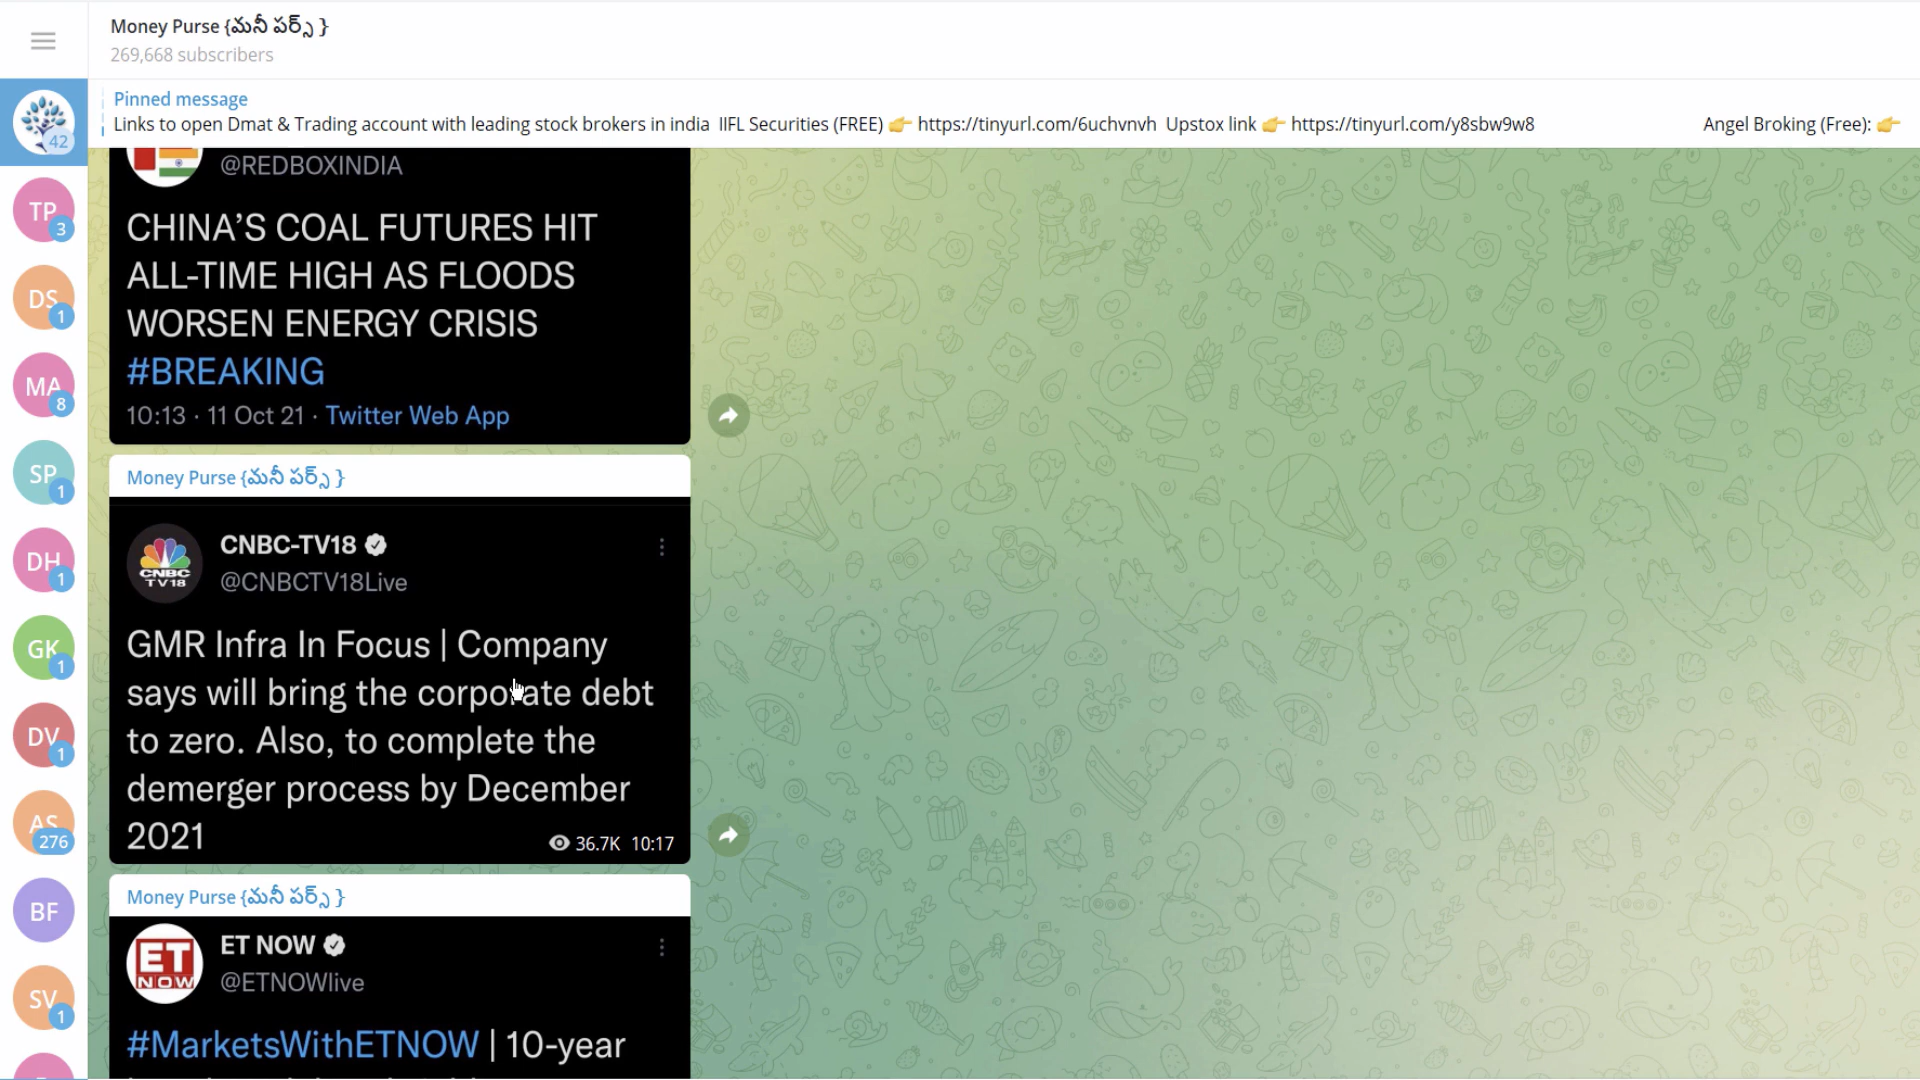 Money Purse {మనీ పర్స్ }
269,668 subscribers
Pinned message
Links to open Dmat & Trading account with leading stock brokers in india IIFL Securities (FREE) 👉 https://tinyurl.com/6uchvnvh Upstox link 👉 https://tinyurl.com/y8sbw9w8 Angel Broking (Free): 👉
42
TP
3
DS
1
MA
8
SP
1
DH
1
GK
1
DV
1
AS
276
BF
SV
1
@REDBOXINDIA
CHINA’S COAL FUTURES HIT
ALL-TIME HIGH AS FLOODS
WORSEN ENERGY CRISIS
#BREAKING
10:13 · 11 Oct 21 · Twitter Web App
Money Purse {మనీ పర్స్ }
CNBC
TV18
CNBC-TV18
@CNBCTV18Live
GMR Infra In Focus | Company
says will bring the corporate debt
to zero. Also, to complete the
demerger process by December
2021
36.7K 10:17
Money Purse {మనీ పర్స్ }
ET
NOW
ET NOW
@ETNOWlive
#MarketsWithETNOW | 10-year